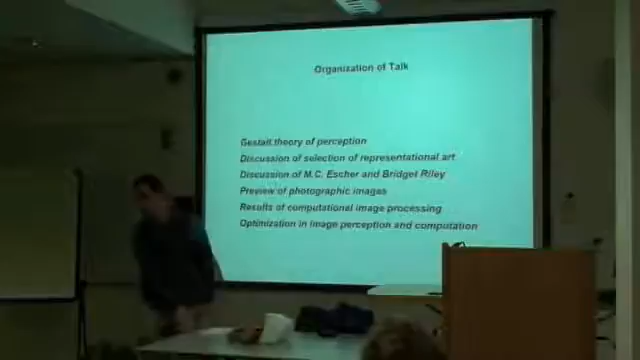 Organization of Talk
Gestalt theory of perception
Discussion of selection of representational art
Discussion of M.C. Escher and Bridget Riley
Preview of photographic images
Results of computational image processing
Optimization in image perception and computation